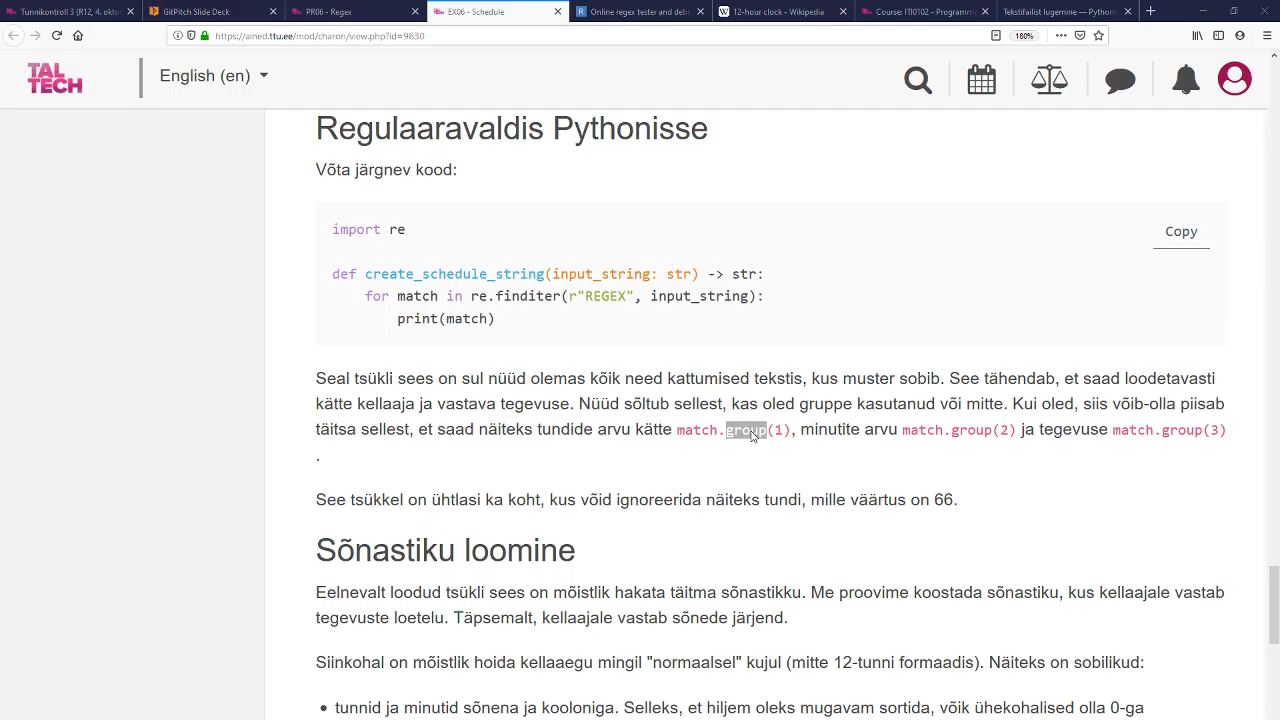 Tunnikontroll 3 (R12, 4. okto
GitPitch Slide Deck
PR06 - Regex
EX06 - Schedule
Online regex tester and deb
12-hour clock - Wikipedia
Course: ITI0102 - Programm
Tekstifailist lugemine — Python
https://ained.ttu.ee/mod/charon/view.php?id=9830
180%
TAL TECH
English (en)
Regulaaravaldis Pythonisse
Võta järgnev kood:
Copy
import re
def create_schedule_string(input_string: str) -> str:
for match in re.finditer(r"REGEX", input_string):
print(match)
Seal tsükli sees on sul nüüd olemas kõik need kattumised tekstis, kus muster sobib. See tähendab, et saad loodetavasti
kätte kellaaja ja vastava tegevuse. Nüüd sõltub sellest, kas oled gruppe kasutanud või mitte. Kui oled, siis võib-olla piisab
täitsa sellest, et saad näiteks tundide arvu kätte match.group(1), minutite arvu match.group(2) ja tegevuse match.group(3)
.
See tsükkel on ühtlasi ka koht, kus võid ignoreerida näiteks tundi, mille väärtus on 66.
Sõnastiku loomine
Eelnevalt loodud tsükli sees on mõistlik hakata täitma sõnastikku. Me proovime koostada sõnastiku, kus kellaajale vastab
tegevuste loetelu. Täpsemalt, kellaajale vastab sõnede järjend.
Siinkohal on mõistlik hoida kellaaegu mingil "normaalsel" kujul (mitte 12-tunni formaadis). Näiteks on sobilikud:
• tunnid ja minutid sõnena ja kooloniga. Selleks, et hiljem oleks mugavam sortida, võik ühekohalised olla 0-ga